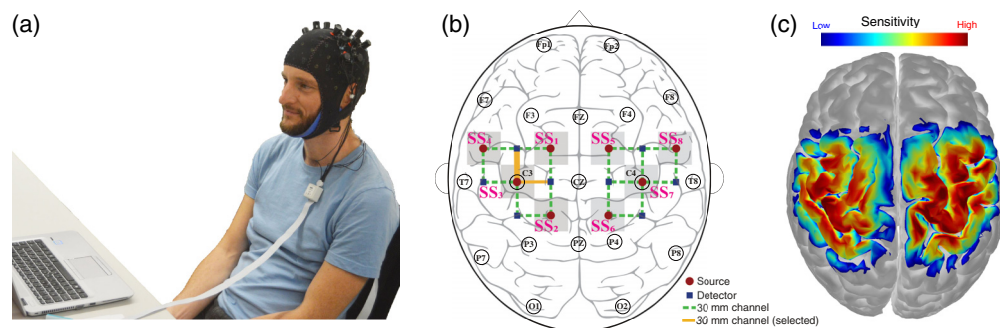 (a)
(b)
(c)
Low Sensitivity High
Fp1 Fp2
F7 F3 FZ F4 F8
SS4 SS1 SS5 SS8
T7 C3 CZ C4 T8
SS3 SS7
SS2 SS6
P7 P3 PZ P4 P8
O1 O2
Source
Detector
30 mm channel
30 mm channel (selected)